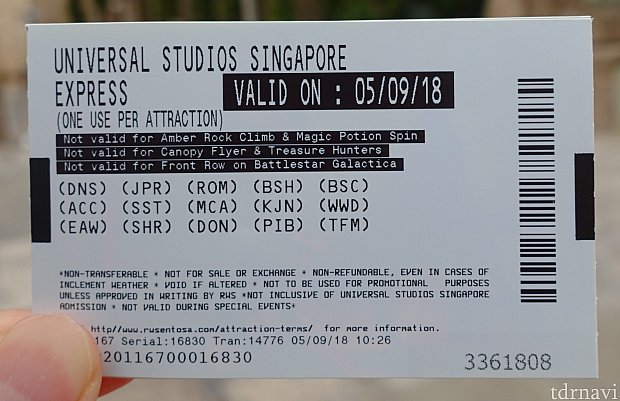 UNIVERSAL STUDIOS SINGAPORE
EXPRESS VALID ON : 05/09/18
(ONE USE PER ATTRACTION)
Not valid for Amber Rock Climb & Magic Potion Spin
Not valid for Canopy Flyer & Treasure Hunters
Not valid for Front Row on Battlestar Galactica
(DNS) (JPR) (ROM) (BSH) (BSC)
(ACC) (SST) (MCA) (KJN) (WWD)
(EAW) (SHR) (DON) (PIB) (TFM)
*NON-TRANSFERABLE * NOT FOR SALE OR EXCHANGE * NON-REFUNDABLE, EVEN IN CASES OF
INCLEMENT WEATHER * VOID IF ALTERED * NOT TO BE USED FOR PROMOTIONAL PURPOSES
UNLESS APPROVED IN WRITING BY RWS *NOT INCLUSIVE OF UNIVERSAL STUDIOS SINGAPORE
ADMISSION * NOT VALID DURING SPECIAL EVENTS*
http://www.rwsentosa.com/attraction-terms/ for more information.
167 Serial:16830 Tran:14776 05/09/18 10:26
20116700016830
3361808
tdrnavi